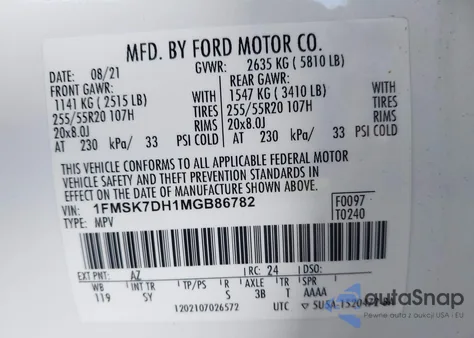 MFD. BY FORD MOTOR CO.
DATE: 08/21 GVWR: 2635 KG ( 5810 LB)
FRONT GAWR: REAR GAWR:
1141 KG ( 2515 LB) WITH 1547 KG ( 3410 LB) WITH
255/55R20 107H TIRES 255/55R20 107H TIRES
20x8.0J RIMS 20x8.0J RIMS
AT 230 kPa/ 33 PSI COLD AT 230 kPa/ 33 PSI COLD
THIS VEHICLE CONFORMS TO ALL APPLICABLE FEDERAL MOTOR
VEHICLE SAFETY AND THEFT PREVENTION STANDARDS IN
EFFECT ON THE DATE OF MANUFACTURE SHOWN ABOVE.
VIN: 1FMSK7DH1MGB86782 F0097
TYPE: MPV T0240
EXT PNT: AZ RC: 24 DSO:
WB INT TR TP/PS R AXLE TR SPR
119 SY S 3B T AAAA
1202107026572 UTC
autoSnap
Pewne auta z aukcji USA i EU